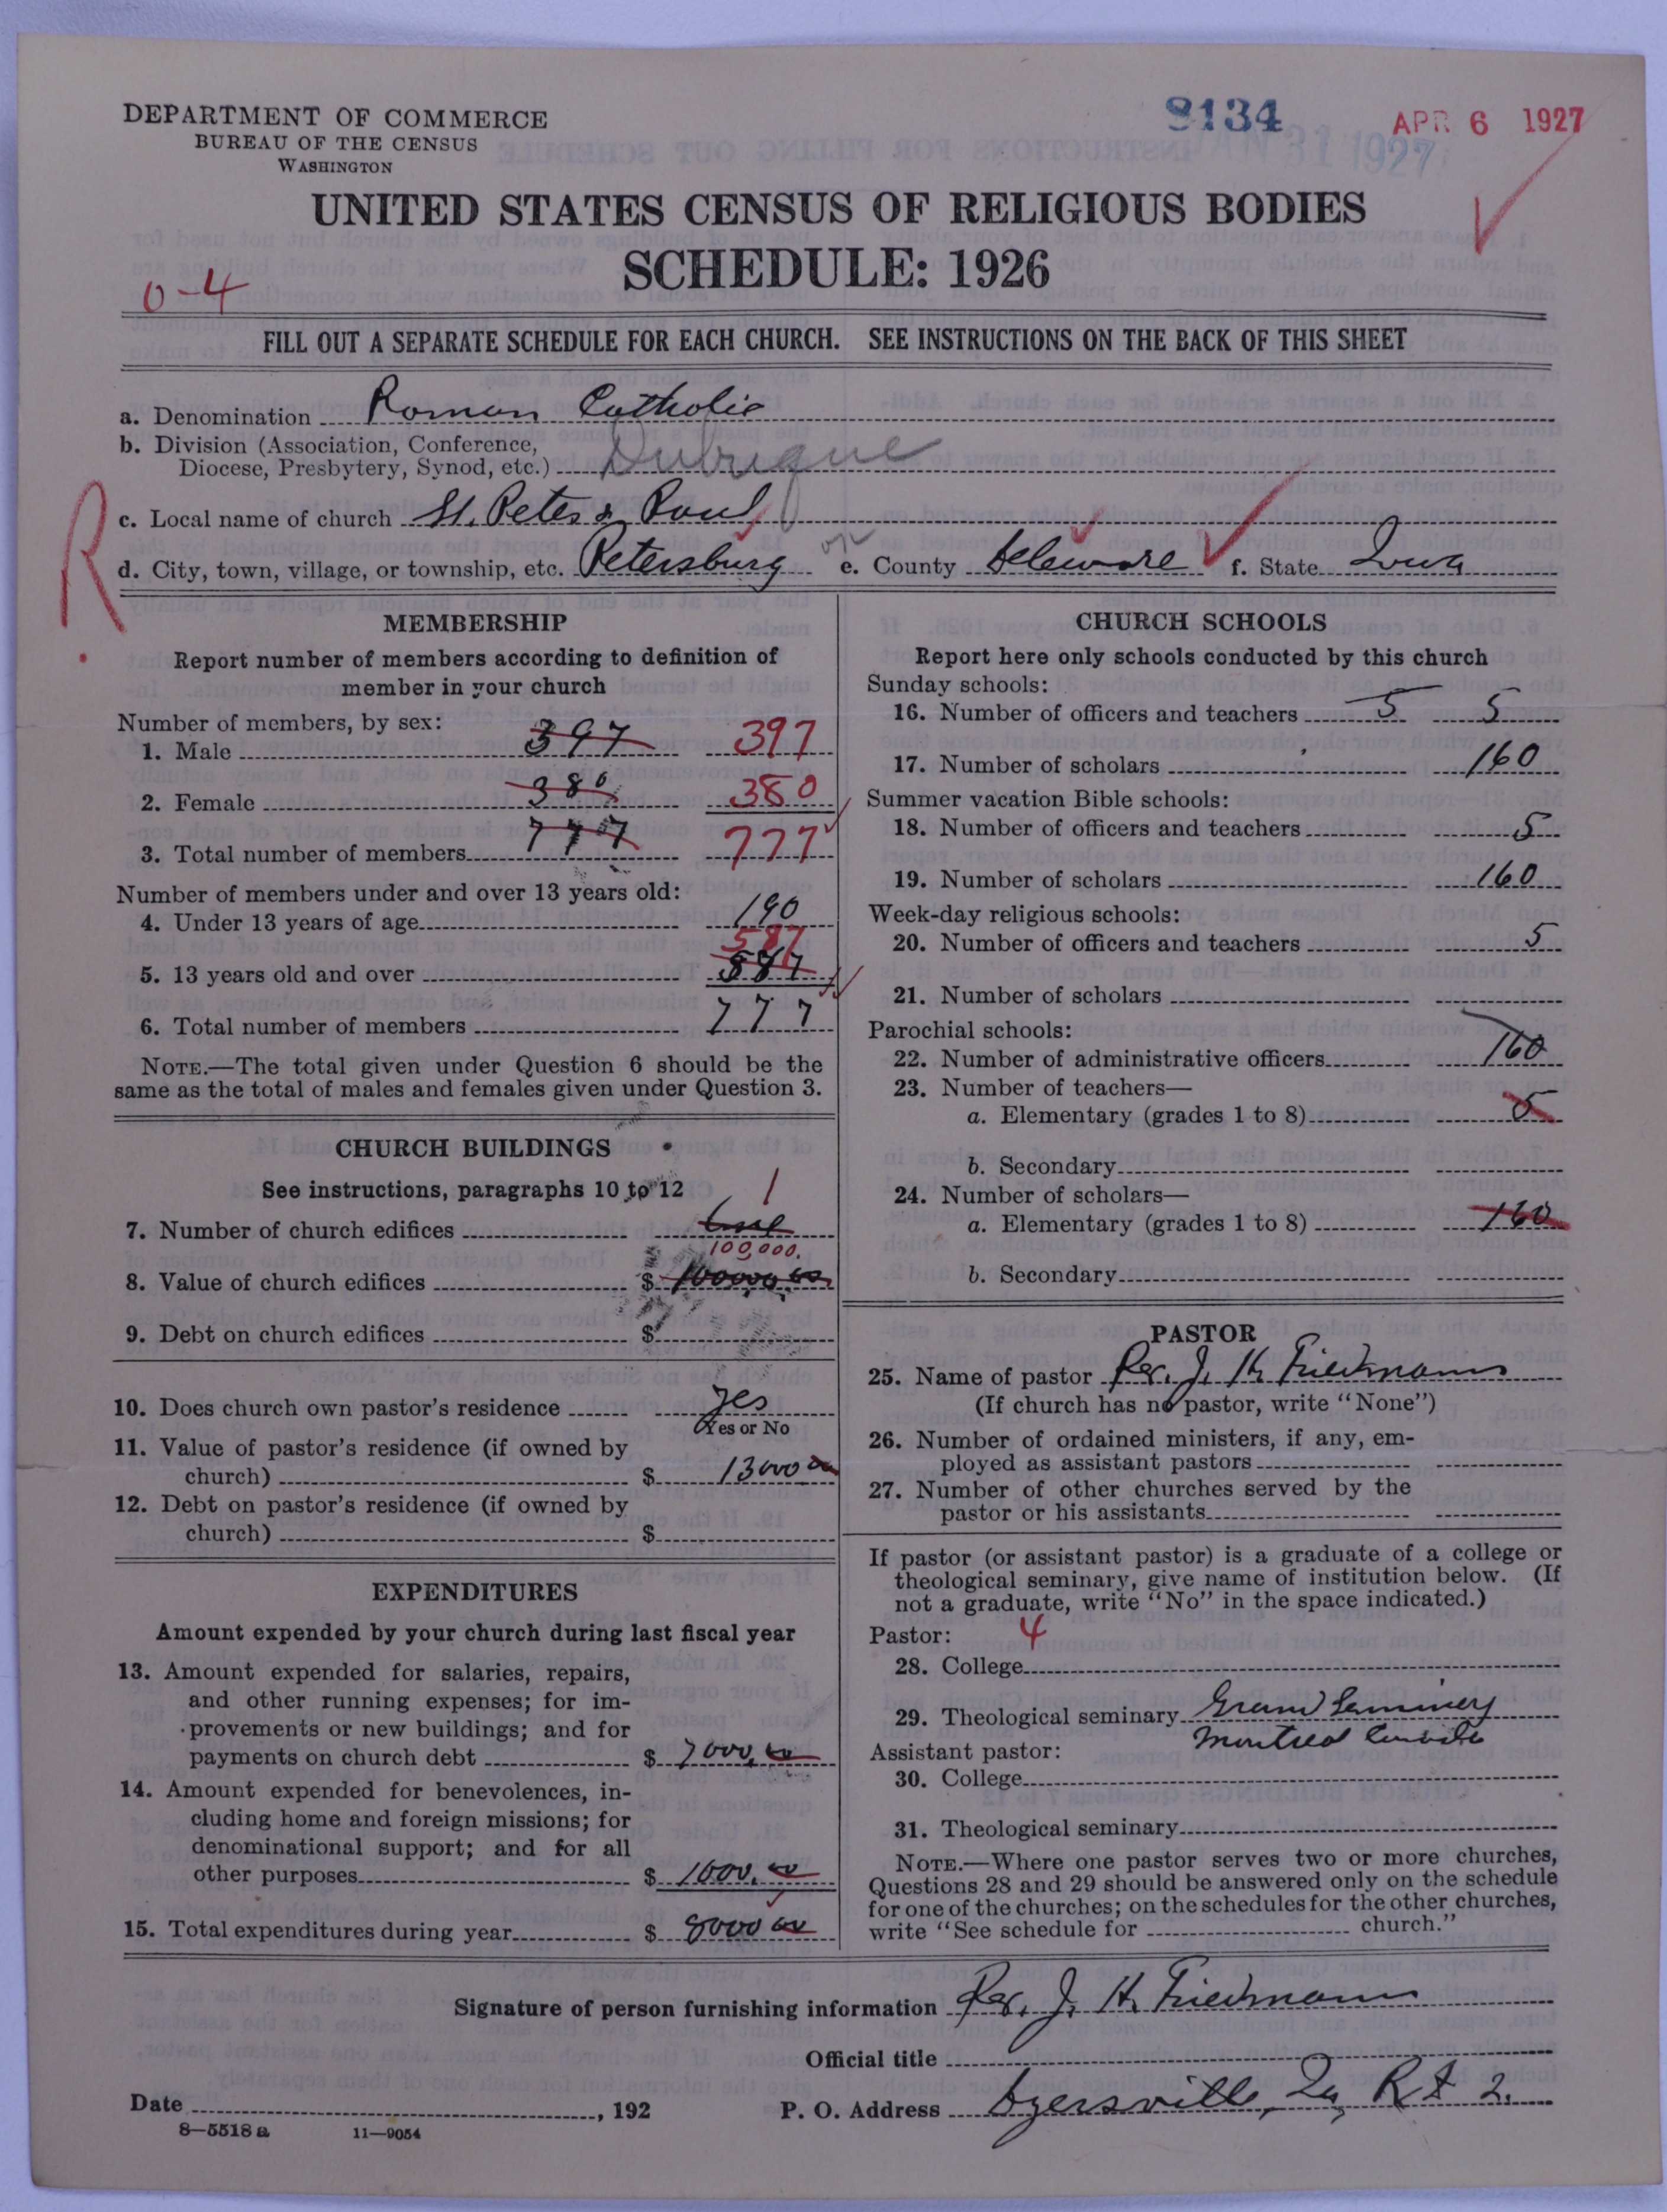 DEPARTMENT OF COMMERCE
BUREAU OF THE CENSUS
WASHINGTON
8134
APR 6 1927
JAN 31 1927
UNITED STATES CENSUS OF RELIGIOUS BODIES
SCHEDULE: 1926
0-4
FILL OUT A SEPARATE SCHEDULE FOR EACH CHURCH. SEE INSTRUCTIONS ON THE BACK OF THIS SHEET
a. Denomination Roman Catholic
b. Division (Association, Conference,
Diocese, Presbytery, Synod, etc.) Dubuque
R
c. Local name of church St. Peter & Paul
d. City, town, village, or township, etc. Petersburg e. County Deleware f. State Iowa
MEMBERSHIP
Report number of members according to definition of
member in your church
Number of members, by sex:
1. Male 397 397
2. Female 380 380
3. Total number of members 777 777
Number of members under and over 13 years old:
4. Under 13 years of age 190
587
5. 13 years old and over 587
6. Total number of members 777
NOTE.—The total given under Question 6 should be the
same as the total of males and females given under Question 3.
CHURCH BUILDINGS
See instructions, paragraphs 10 to 12
1
7. Number of church edifices One
100,000.
8. Value of church edifices $ 100000.00
9. Debt on church edifices $
10. Does church own pastor's residence Yes
Yes or No
11. Value of pastor's residence (if owned by
church) $ 13000 00
12. Debt on pastor's residence (if owned by
church) $
EXPENDITURES
Amount expended by your church during last fiscal year
13. Amount expended for salaries, repairs,
and other running expenses; for im-
provements or new buildings; and for
payments on church debt $ 7000.00
14. Amount expended for benevolences, in-
cluding home and foreign missions; for
denominational support; and for all
other purposes $ 1000.00
15. Total expenditures during year $ 8000 00
CHURCH SCHOOLS
Report here only schools conducted by this church
Sunday schools:
16. Number of officers and teachers 5 5
17. Number of scholars 160
Summer vacation Bible schools:
18. Number of officers and teachers 5
19. Number of scholars 160
Week-day religious schools:
20. Number of officers and teachers 5
21. Number of scholars
Parochial schools:
22. Number of administrative officers 160
23. Number of teachers—
a. Elementary (grades 1 to 8) 5
b. Secondary
24. Number of scholars—
a. Elementary (grades 1 to 8) 160
b. Secondary
PASTOR
25. Name of pastor Rev. J. H. Friedmann
(If church has no pastor, write "None")
26. Number of ordained ministers, if any, em-
ployed as assistant pastors
27. Number of other churches served by the
pastor or his assistants
If pastor (or assistant pastor) is a graduate of a college or
theological seminary, give name of institution below. (If
not a graduate, write "No" in the space indicated.)
Pastor: 4
28. College
29. Theological seminary Grand Seminary
Montreal
Assistant pastor:
30. College
31. Theological seminary
NOTE.—Where one pastor serves two or more churches,
Questions 28 and 29 should be answered only on the schedule
for one of the churches; on the schedules for the other churches,
write "See schedule for church."
Signature of person furnishing information Rev. J. H. Friedmann
Official title
Date , 192 P. O. Address Dyersville, Ia, Rt 2.
8—5518 a 11—9054